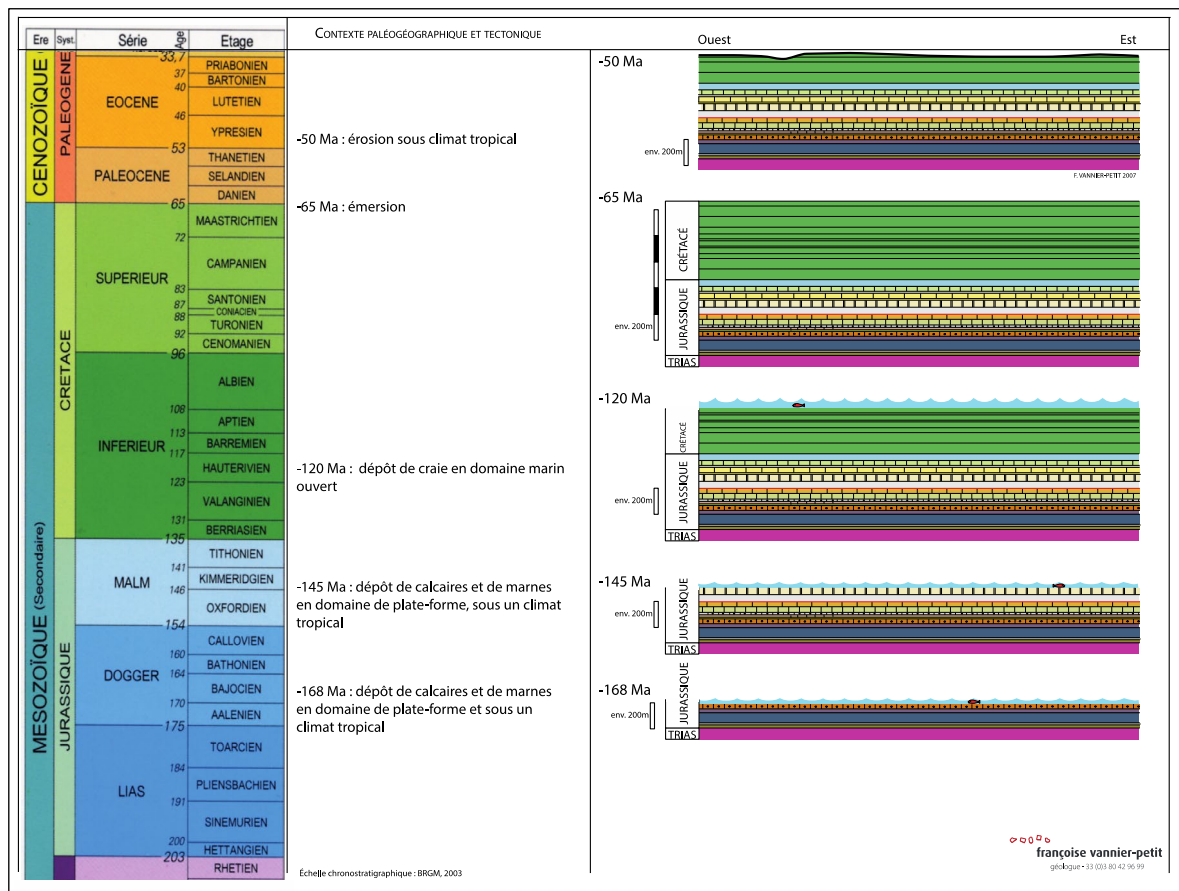 Ere
Syst.
Série
Age
Etage
CONTEXTE PALÉOGÉOGRAPHIQUE ET TECTONIQUE
Ouest
Est
CENOZOÏQUE
PALEOGENE
EOCENE
PALEOCENE
33,7
PRIABONIEN
37
BARTONIEN
40
LUTETIEN
46
YPRESIEN
53
THANETIEN
SELANDIEN
DANIEN
65
MESOZOÏQUE (Secondaire)
CRETACE
SUPERIEUR
MAASTRICHTIEN
72
CAMPANIEN
83
SANTONIEN
87
CONIACIEN
88
TURONIEN
92
CENOMANIEN
96
INFERIEUR
ALBIEN
108
APTIEN
113
BARREMIEN
117
HAUTERIVIEN
123
VALANGINIEN
131
BERRIASIEN
135
JURASSIQUE
MALM
TITHONIEN
141
KIMMERIDGIEN
146
OXFORDIEN
154
DOGGER
CALLOVIEN
160
BATHONIEN
164
BAJOCIEN
170
AALENIEN
175
LIAS
TOARCIEN
184
PLIENSBACHIEN
191
SINEMURIEN
200
HETTANGIEN
203
RHETIEN
-50 Ma : érosion sous climat tropical
-65 Ma : émersion
-120 Ma : dépôt de craie en domaine marin
ouvert
-145 Ma : dépôt de calcaires et de marnes
en domaine de plate-forme, sous un climat
tropical
-168 Ma : dépôt de calcaires et de marnes
en domaine de plate-forme et sous un
climat tropical
Échelle chronostratigraphique : BRGM, 2003
-50 Ma
env. 200m
F. VANNIER-PETIT 2007
-65 Ma
CRÉTACÉ
JURASSIQUE
env. 200m
TRIAS
-120 Ma
CRÉTACÉ
JURASSIQUE
env. 200m
TRIAS
-145 Ma
JURASSIQUE
env. 200m
TRIAS
-168 Ma
JURASSIQUE
env. 200m
TRIAS
françoise vannier-petit
géologue - 33 (0)3 80 42 96 99